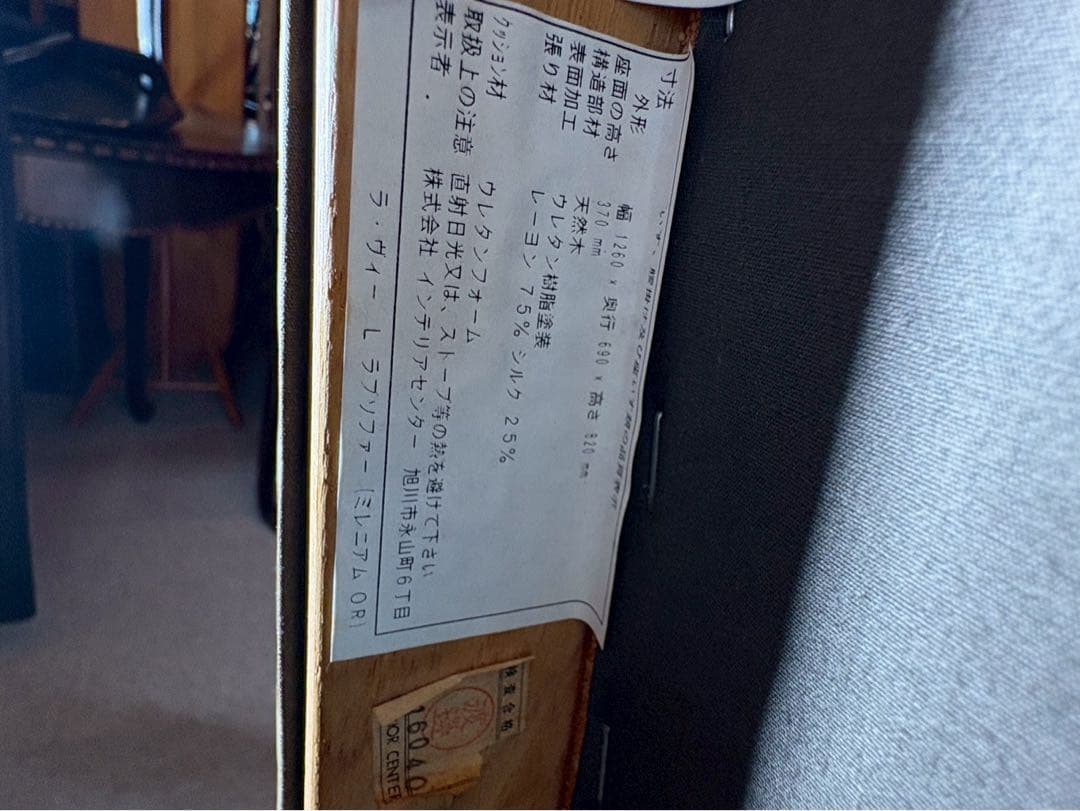 寸法
外形 幅 1260 x 奥行 690 x 高さ 820 mm
座面の高さ 370 mm
構造部材 天然木
表面加工 ウレタン樹脂塗装
張り材 レーヨン 75% シルク 25%
クッション材 ウレタンフォーム
取扱上の注意 直射日光又は、ストーブ等の熱を避けて下さい
表示者. 株式会社 インテリアセンター 旭川市永山町6丁目
ラ・ヴィー L ラブソファー(ミレニアム OR)
検査合格
16040
IOR CENTER